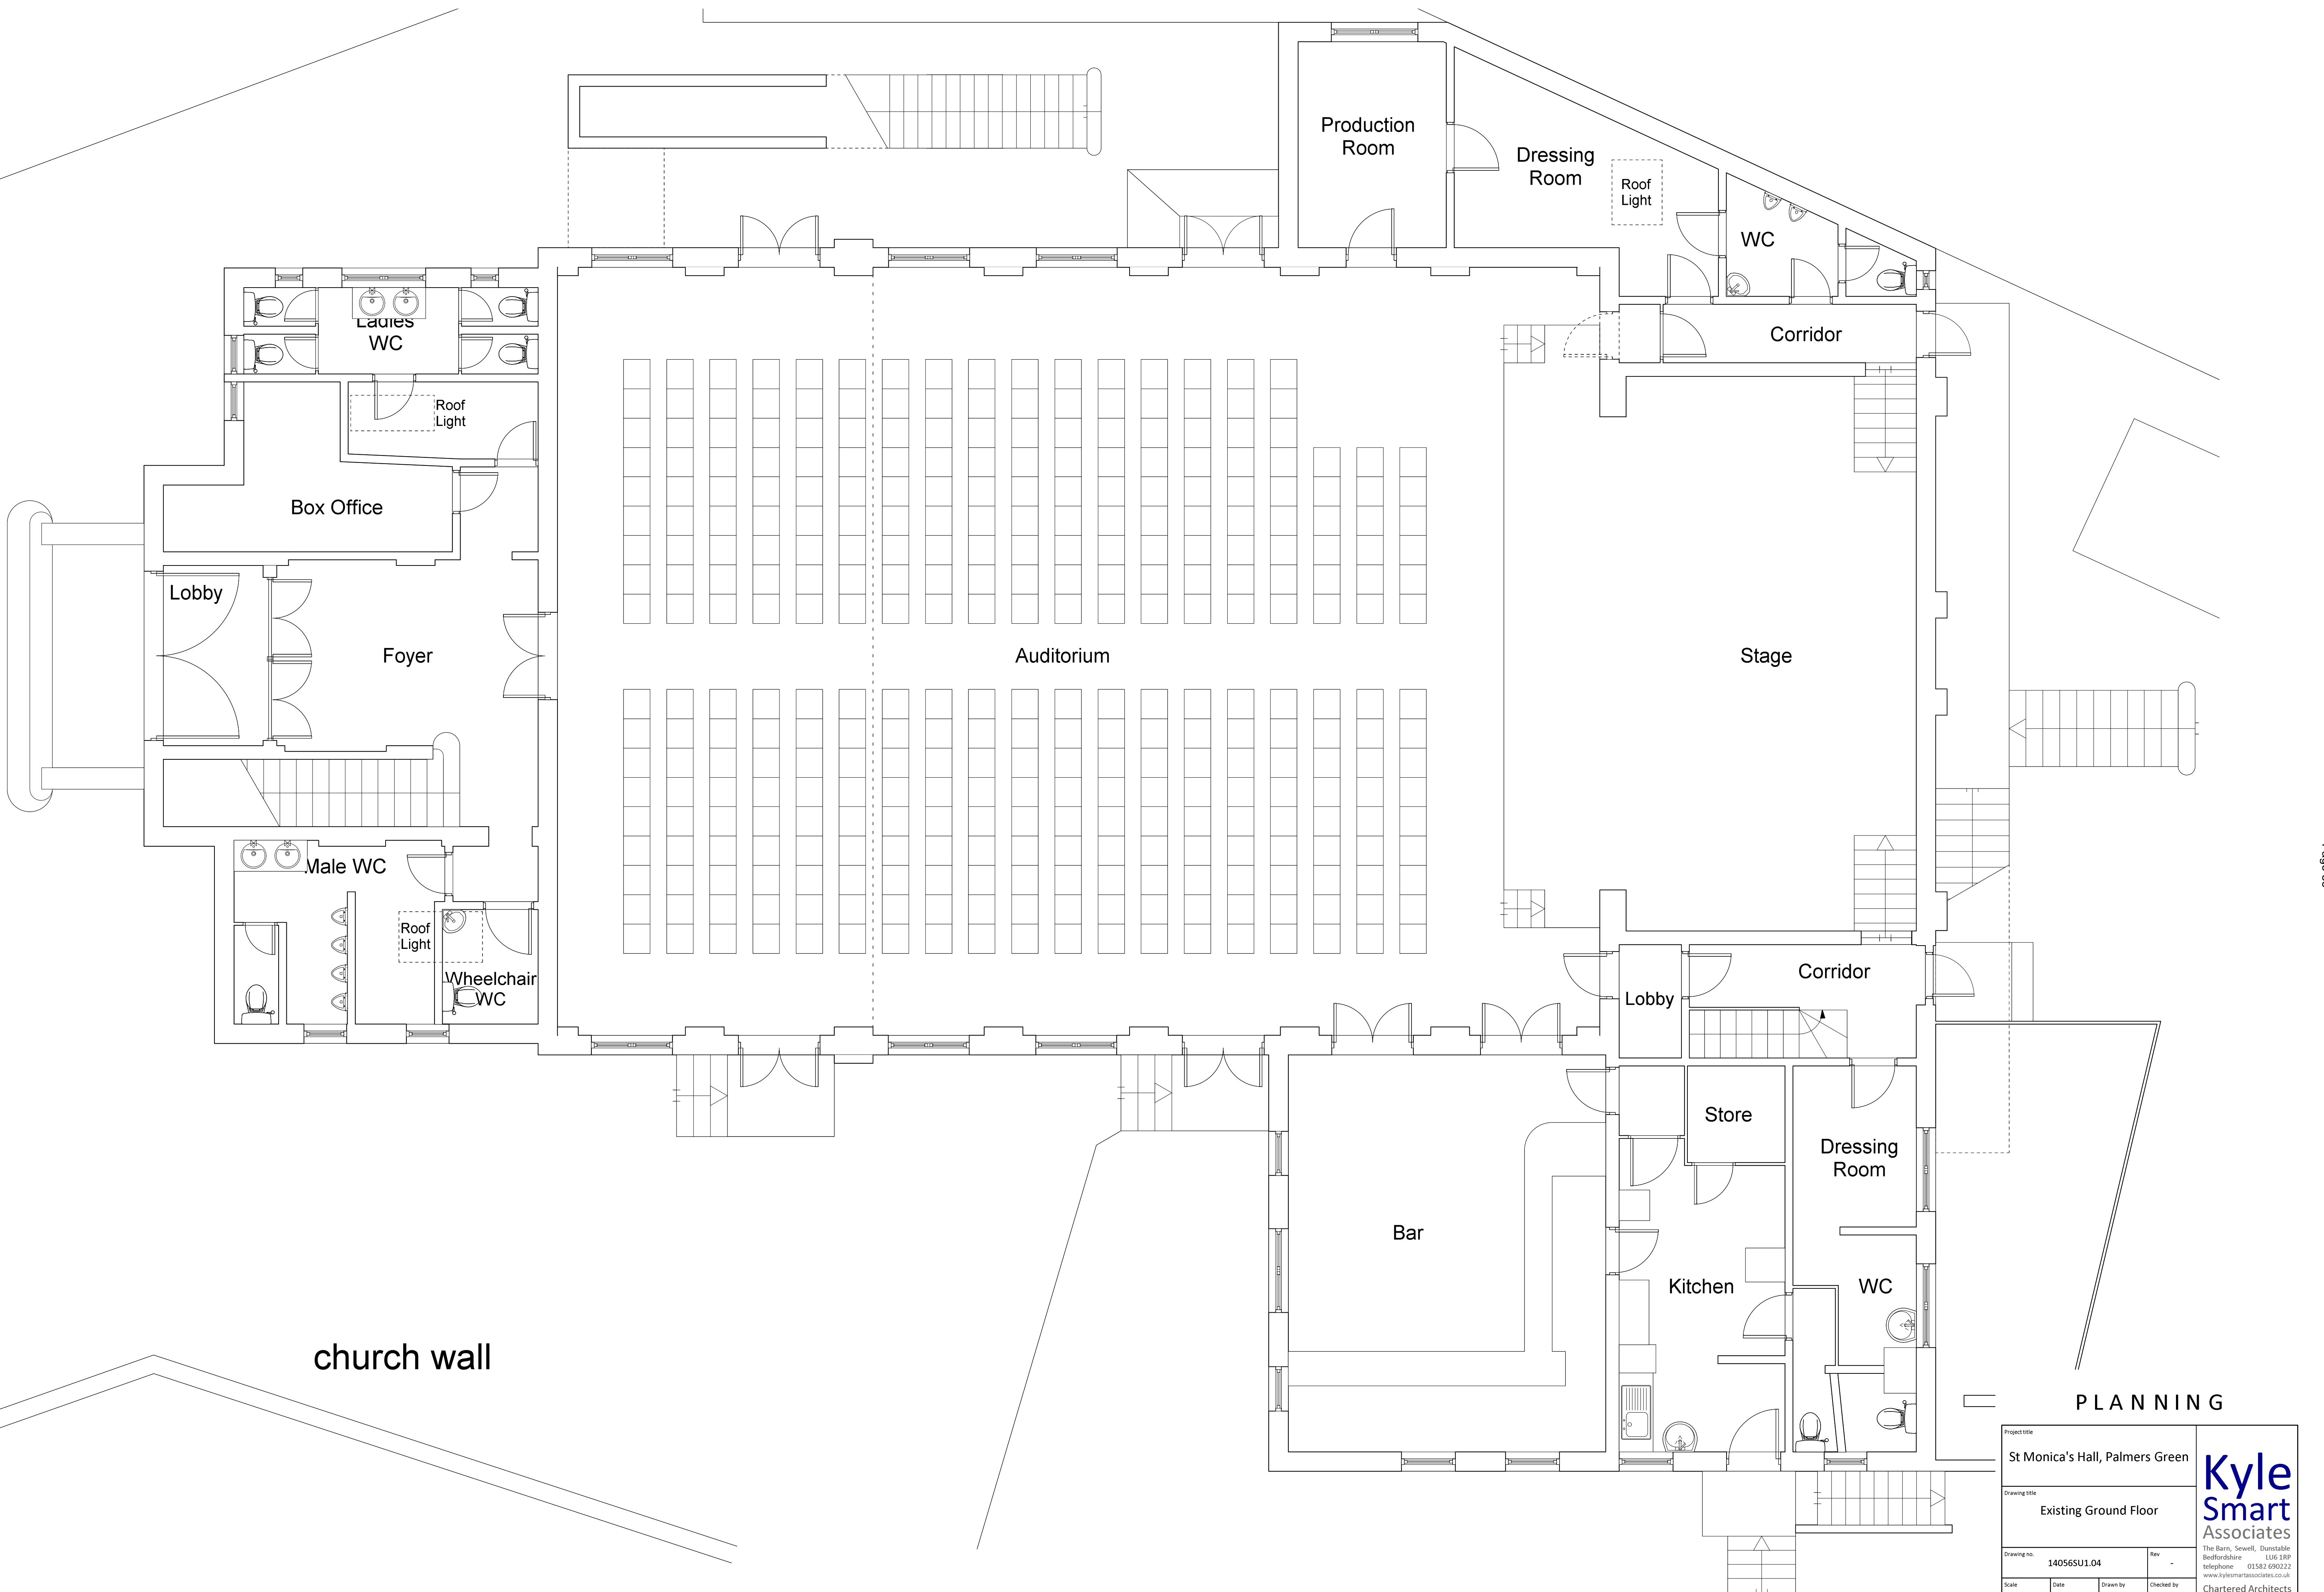 Production
Room
Dressing
Room
Roof
Light
WC
Ladies
WC
Corridor
Roof
Light
Box Office
Lobby
Foyer
Auditorium
Stage
Male WC
Roof
Light
Wheelchair
WC
Lobby
Corridor
Store
Dressing
Room
Bar
Kitchen
WC
church wall
PLANNING
Project title
St Monica's Hall, Palmers Green
Drawing title
Existing Ground Floor
Drawing no.
14056SU1.04
Rev
-
Scale
Date
Drawn by
Checked by
Kyle
Smart
Associates
The Barn, Sewell, Dunstable
Bedfordshire LU6 1RP
telephone 01582 690222
www.kylesmartassociates.co.uk
Chartered Architects